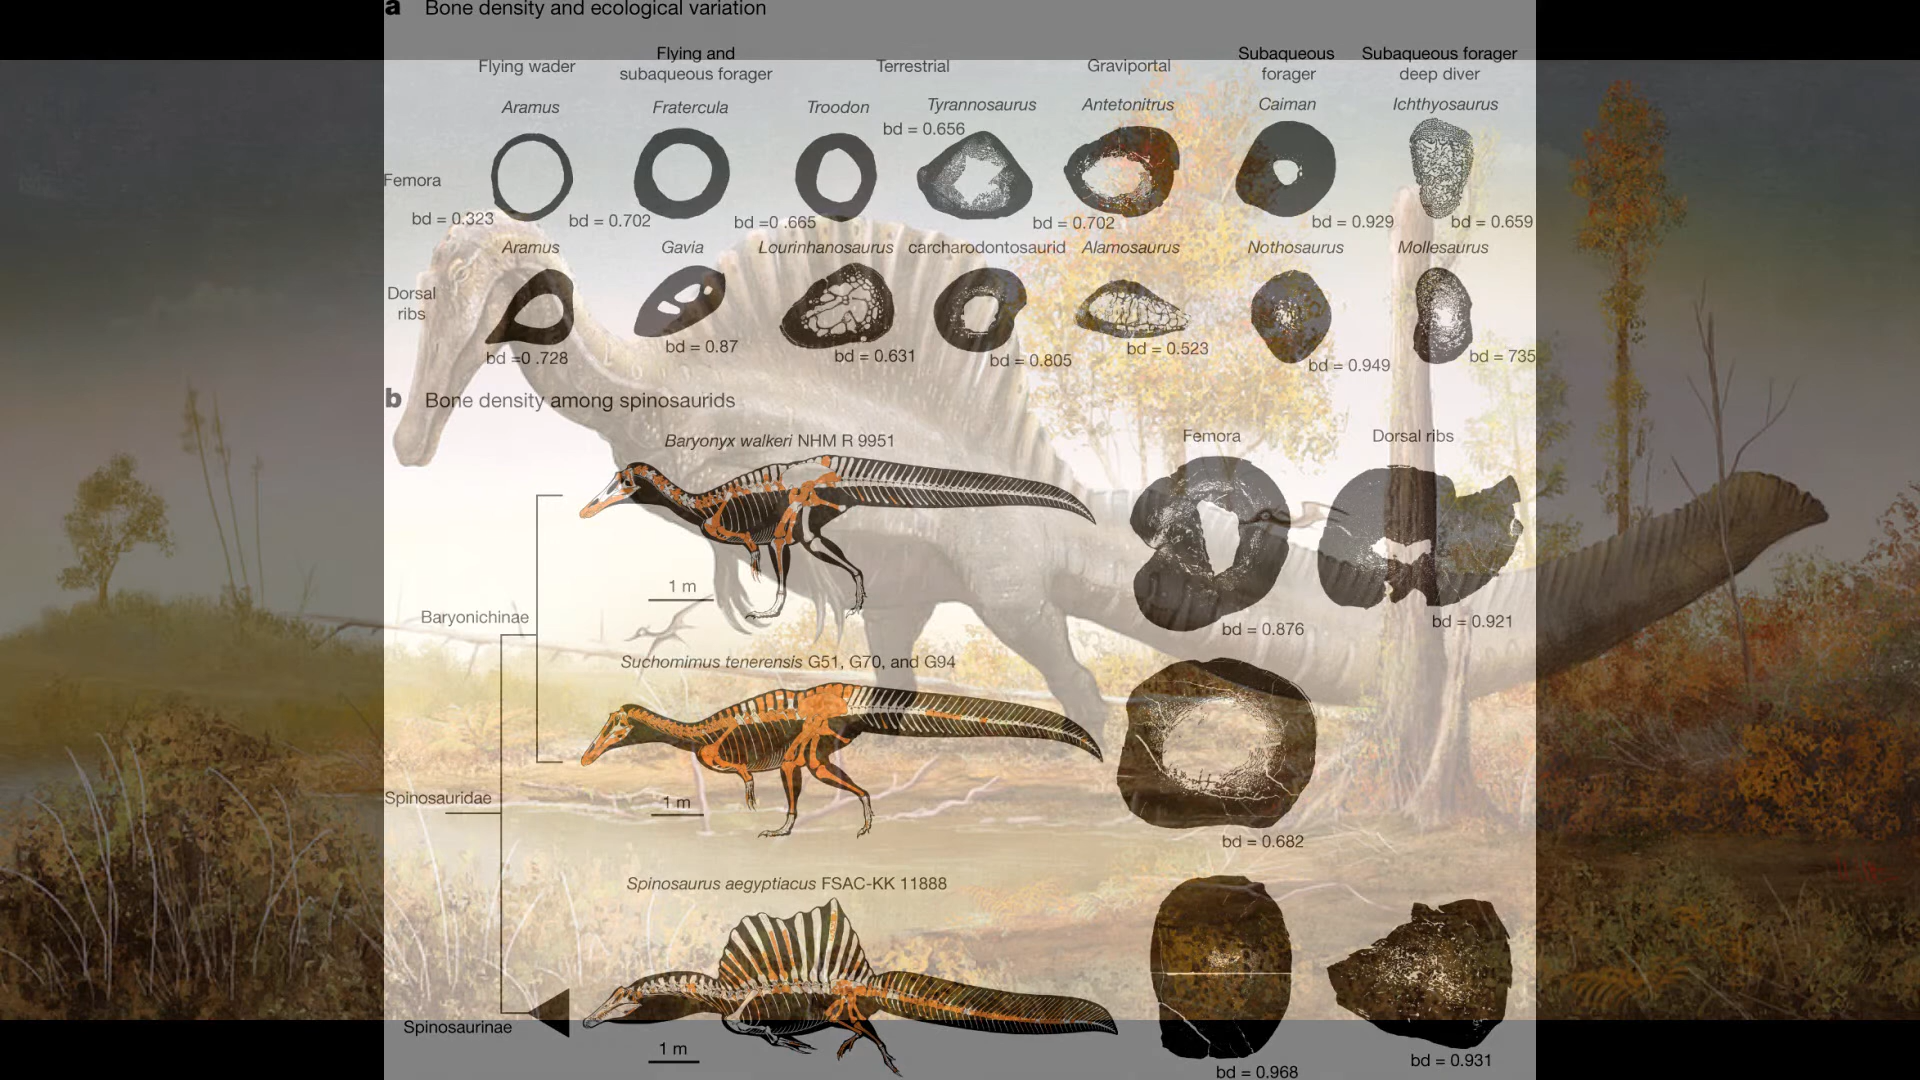 a Bone density and ecological variation
Flying wader
Flying and
subaqueous forager
Terrestrial
Graviportal
Subaqueous
forager
Subaqueous forager
deep diver
Aramus
Fratercula
Troodon
Tyrannosaurus
Antetonitrus
Caiman
Ichthyosaurus
Femora
bd = 0.323
bd = 0.702
bd =0 .665
bd = 0.656
bd = 0.702
bd = 0.929
bd = 0.659
Aramus
Gavia
Lourinhanosaurus
carcharodontosaurid
Alamosaurus
Nothosaurus
Mollesaurus
Dorsal
ribs
bd =0 .728
bd = 0.87
bd = 0.631
bd = 0.805
bd = 0.523
bd = 0.949
bd = 735
b Bone density among spinosaurids
Baryonyx walkeri NHM R 9951
Femora
Dorsal ribs
1 m
bd = 0.876
bd = 0.921
Baryonichinae
Suchomimus tenerensis G51, G70, and G94
1 m
bd = 0.682
Spinosauridae
Spinosaurus aegyptiacus FSAC-KK 11888
Spinosaurinae
1 m
bd = 0.968
bd = 0.931